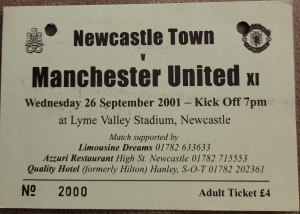 Newcastle Town
v
Manchester United XI
Wednesday 26 September 2001 – Kick Off 7pm
at Lyme Valley Stadium, Newcastle
Match supported by
Limousine Dreams 01782 633633
Azzuri Restaurant High St. Newcastle 01782 715553
Quality Hotel (formerly Hilton) Hanley, S-O-T 01782 202361
No 2000
Adult Ticket £4